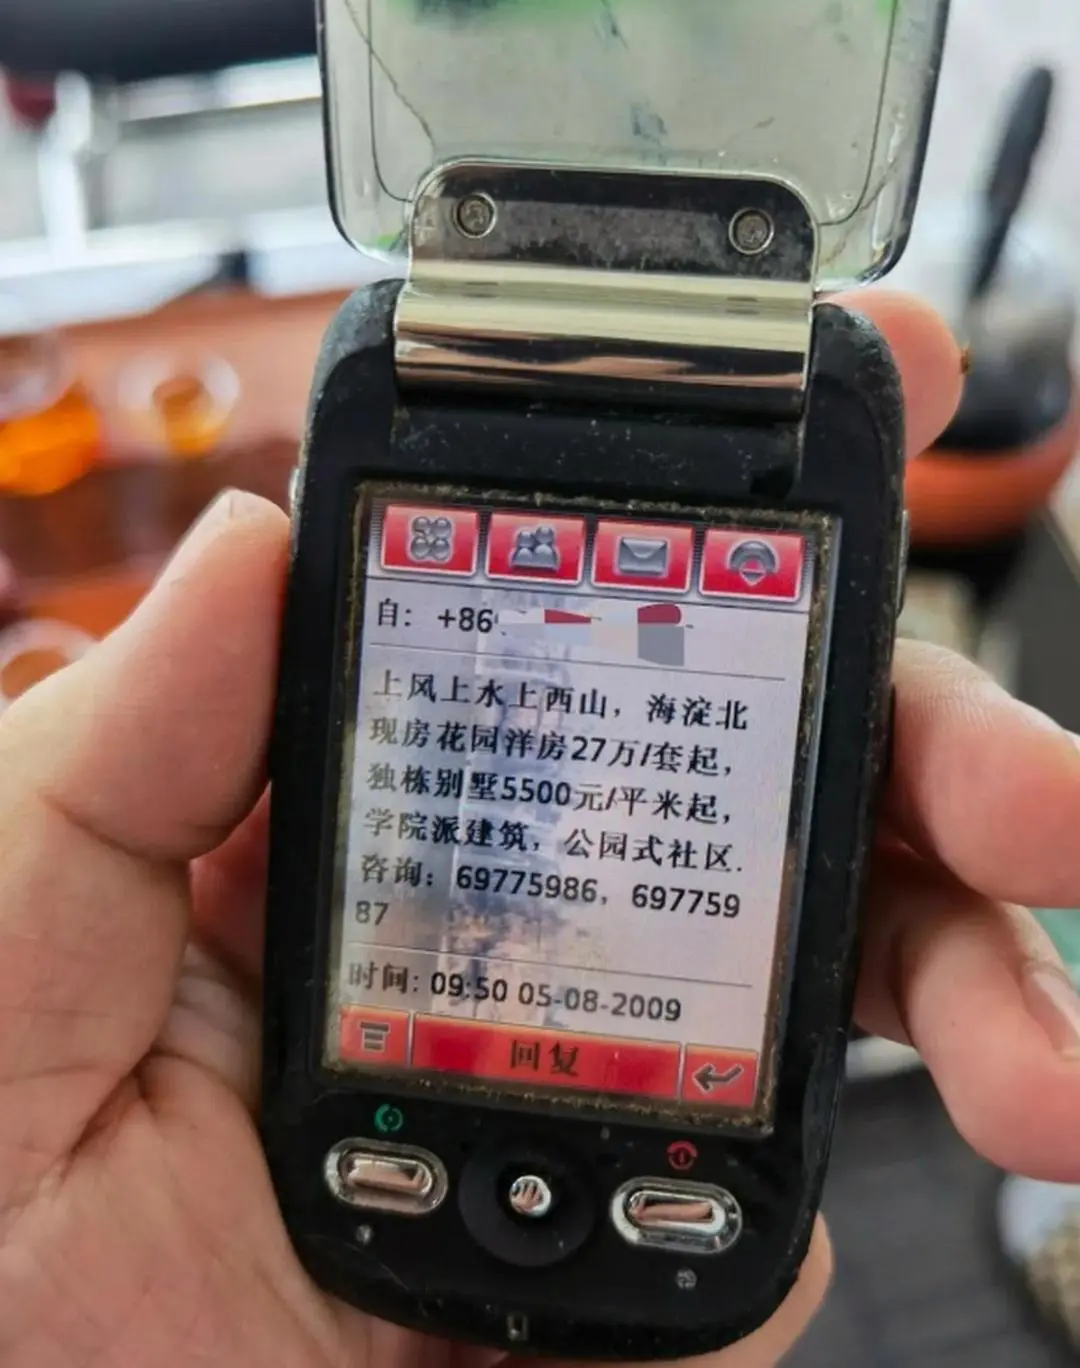 自: +86
上风上水上西山，海淀北
现房花园洋房27万/套起，
独栋别墅5500元/平米起，
学院派建筑，公园式社区.
咨询：69775986，697759
87
时间: 09:50 05-08-2009
回复